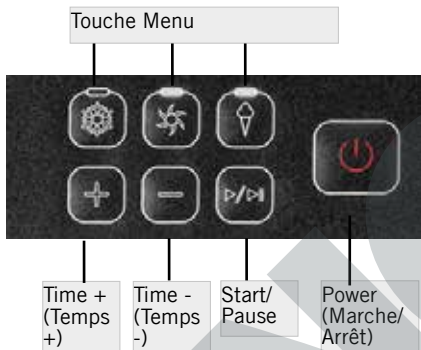 Touche Menu
Time +
(Temps
+)
Time -
(Temps
-)
Start/
Pause
Power
(Marche/
Arrêt)